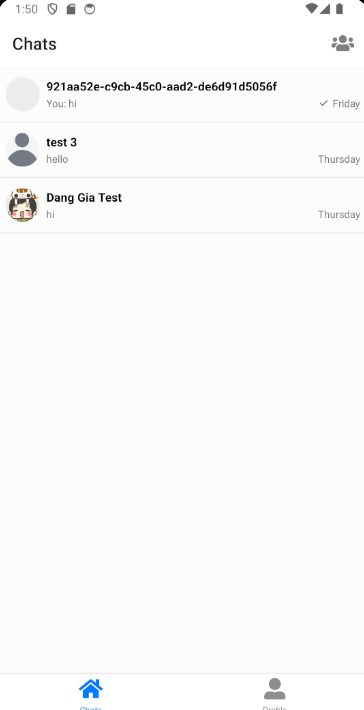 1:50
Chats
921aa52e-c9cb-45c0-aad2-de6d91d5056f
You: hi
Friday
test 3
hello
Thursday
Dang Gia Test
hi
Thursday
Chats
Profile